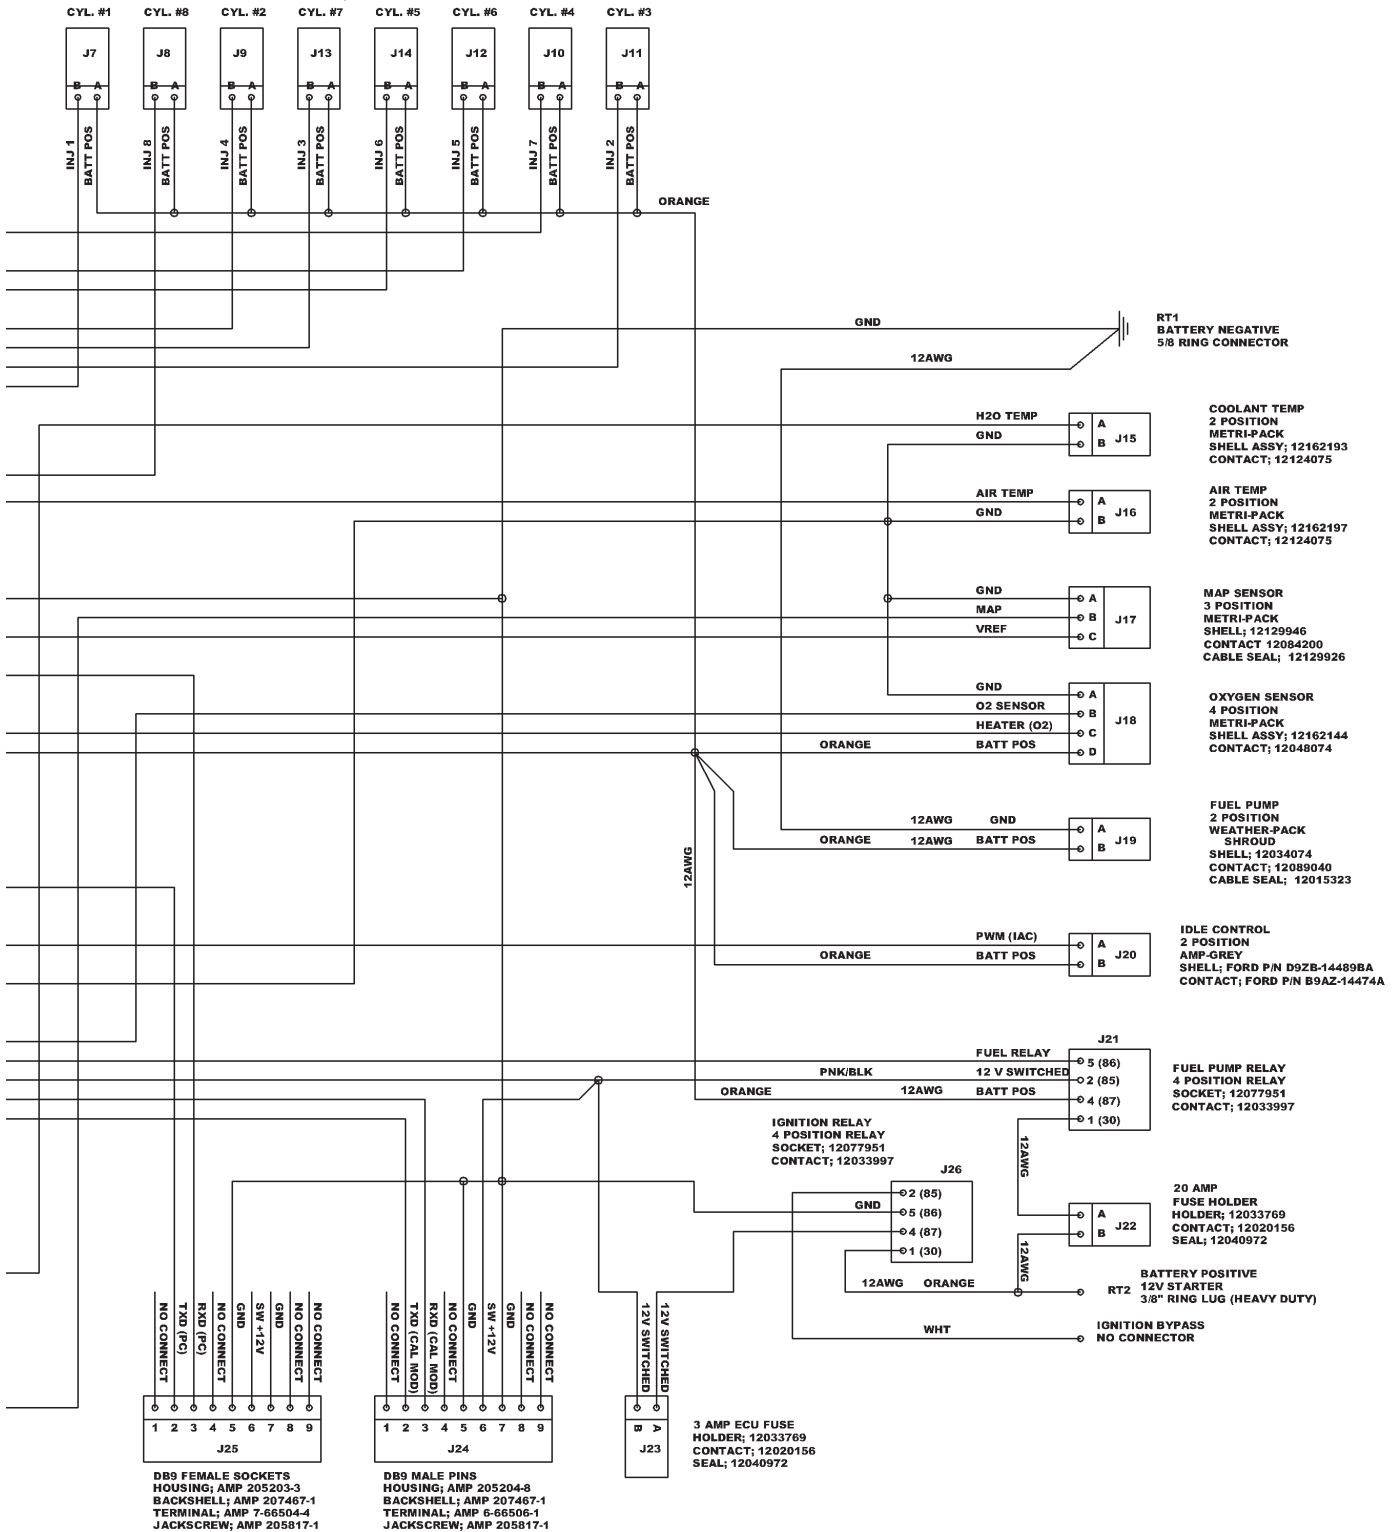 CYL. #1 CYL. #8 CYL. #2 CYL. #7 CYL. #5 CYL. #6 CYL. #4 CYL. #3
J7 J8 J9 J13 J14 J12 J10 J11
B A B A B A B A B A B A B A B A
INJ 1
BATT POS
INJ 8
BATT POS
INJ 4
BATT POS
INJ 3
BATT POS
INJ 6
BATT POS
INJ 5
BATT POS
INJ 7
BATT POS
INJ 2
BATT POS
ORANGE
GND
12AWG
RT1
BATTERY NEGATIVE
5/8 RING CONNECTOR
H2O TEMP
GND
A
B
J15
COOLANT TEMP
2 POSITION
METRI-PACK
SHELL ASSY; 12162193
CONTACT; 12124075
AIR TEMP
GND
A
B
J16
AIR TEMP
2 POSITION
METRI-PACK
SHELL ASSY; 12162197
CONTACT; 12124075
GND
MAP
VREF
A
B
C
J17
MAP SENSOR
3 POSITION
METRI-PACK
SHELL; 12129946
CONTACT 12084200
CABLE SEAL; 12129926
GND
O2 SENSOR
HEATER (O2)
ORANGE BATT POS
A
B
C
D
J18
OXYGEN SENSOR
4 POSITION
METRI-PACK
SHELL ASSY; 12162144
CONTACT; 12048074
12AWG
12AWG GND
ORANGE 12AWG BATT POS
A
B
J19
FUEL PUMP
2 POSITION
WEATHER-PACK
SHROUD
SHELL; 12034074
CONTACT; 12089040
CABLE SEAL; 12015323
PWM (IAC)
ORANGE BATT POS
A
B
J20
IDLE CONTROL
2 POSITION
AMP-GREY
SHELL; FORD P/N D9ZB-14489BA
CONTACT; FORD P/N B9AZ-14474A
J21
FUEL RELAY
PNK/BLK 12 V SWITCHED
ORANGE 12AWG BATT POS
5 (86)
2 (85)
4 (87)
1 (30)
FUEL PUMP RELAY
4 POSITION RELAY
SOCKET; 12077951
CONTACT; 12033997
IGNITION RELAY
4 POSITION RELAY
SOCKET; 12077951
CONTACT; 12033997
12AWG
J26
GND
2 (85)
5 (86)
4 (87)
1 (30)
A
B
J22
20 AMP
FUSE HOLDER
HOLDER; 12033769
CONTACT; 12020156
SEAL; 12040972
12AWG
12AWG ORANGE
RT2
BATTERY POSITIVE
12V STARTER
3/8" RING LUG (HEAVY DUTY)
WHT
IGNITION BYPASS
NO CONNECTOR
NO CONNECT
TXD (PC)
RXD (PC)
NO CONNECT
GND
SW +12V
GND
NO CONNECT
NO CONNECT
NO CONNECT
TXD (CAL MOD)
RXD (CAL MOD)
NO CONNECT
GND
SW +12V
GND
NO CONNECT
NO CONNECT
12V SWITCHED
12V SWITCHED
1 2 3 4 5 6 7 8 9
J25
1 2 3 4 5 6 7 8 9
J24
B A
J23
3 AMP ECU FUSE
HOLDER; 12033769
CONTACT; 12020156
SEAL; 12040972
DB9 FEMALE SOCKETS
HOUSING; AMP 205203-3
BACKSHELL; AMP 207467-1
TERMINAL; AMP 7-66504-4
JACKSCREW; AMP 205817-1
DB9 MALE PINS
HOUSING; AMP 205204-8
BACKSHELL; AMP 207467-1
TERMINAL; AMP 6-66506-1
JACKSCREW; AMP 205817-1